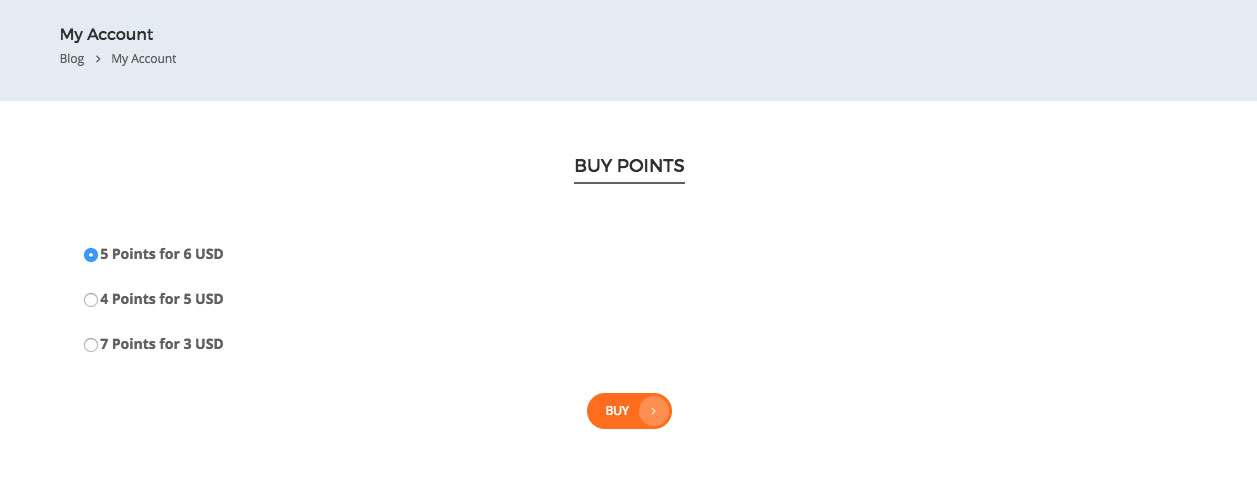 My Account
Blog > My Account
BUY POINTS
5 Points for 6 USD
4 Points for 5 USD
7 Points for 3 USD
BUY >